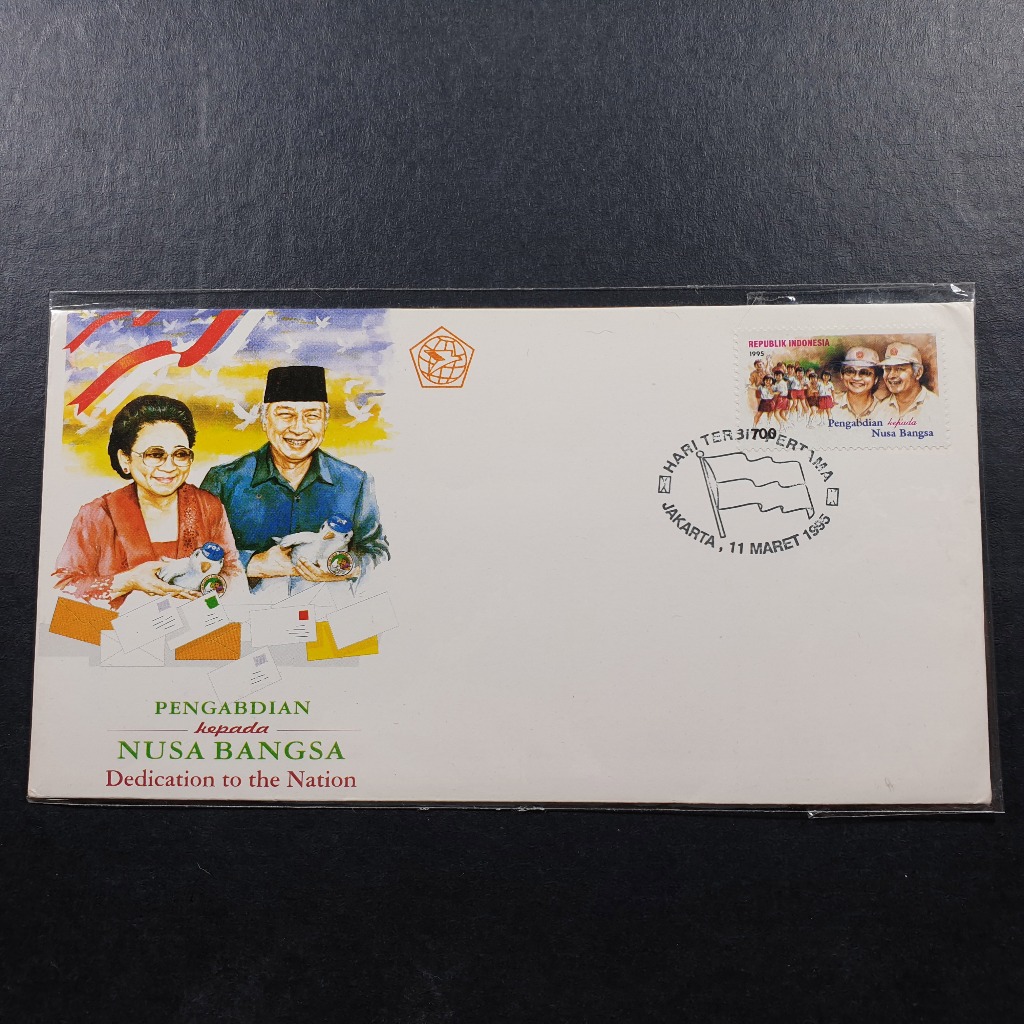 REPUBLIK INDONESIA
1995
700
Pengabdian kepada
Nusa Bangsa
HARI TERBIT PERTAMA
JAKARTA, 11 MARET 1995
PENGABDIAN
kepada
NUSA BANGSA
Dedication to the Nation